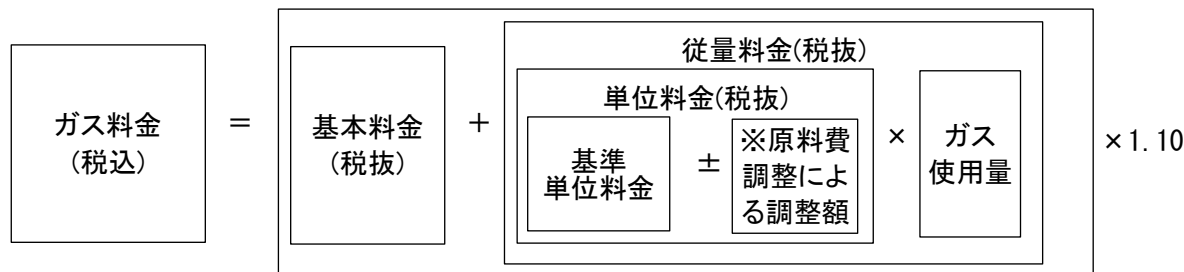 ガス料金
(税込)
=
基本料金
(税抜)
+
従量料金(税抜)
単位料金(税抜)
基準
単位料金
±
※原料費
調整によ
る調整額
×
ガス
使用量
×1.10